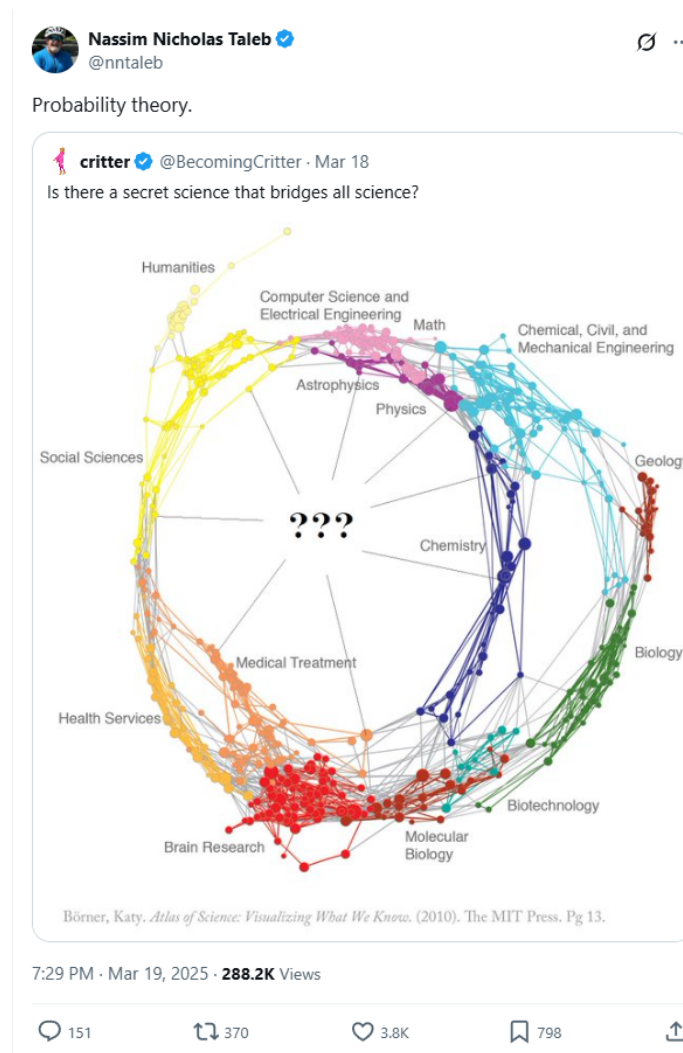 Nassim Nicholas Taleb
@nntaleb
Probability theory.
critter @BecomingCritter · Mar 18
Is there a secret science that bridges all science?
Humanities
Computer Science and
Electrical Engineering
Math
Chemical, Civil, and
Mechanical Engineering
Astrophysics
Physics
Social Sciences
Geology
???
Chemistry
Medical Treatment
Biology
Health Services
Biotechnology
Brain Research
Molecular
Biology
Börner, Katy. Atlas of Science: Visualizing What We Know. (2010). The MIT Press. Pg 13.
7:29 PM · Mar 19, 2025 · 288.2K Views
151 370 3.8K 798